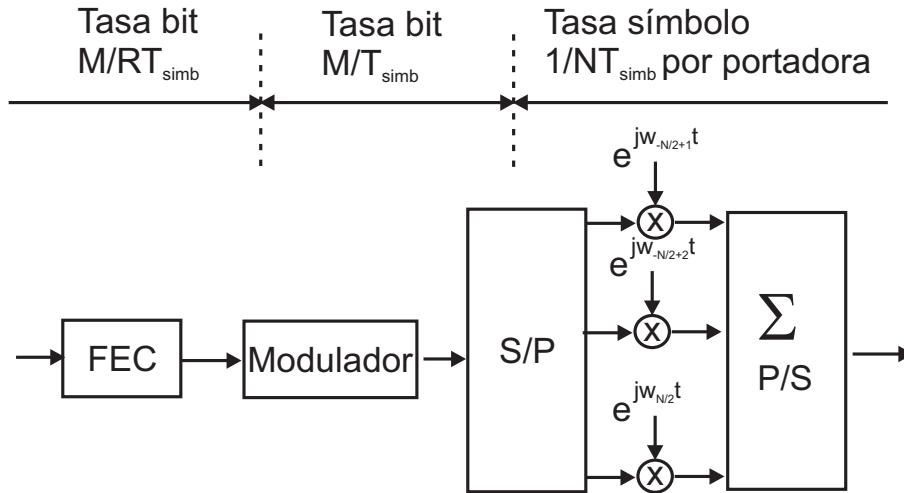 Tasa bit
M/RT_simb
Tasa bit
M/T_simb
Tasa símbolo
1/NT_simb por portadora
e^jw_-N/2+1 t
X
e^jw_-N/2+2 t
X
e^jw_N/2 t
X
FEC
Modulador
S/P
Σ
P/S